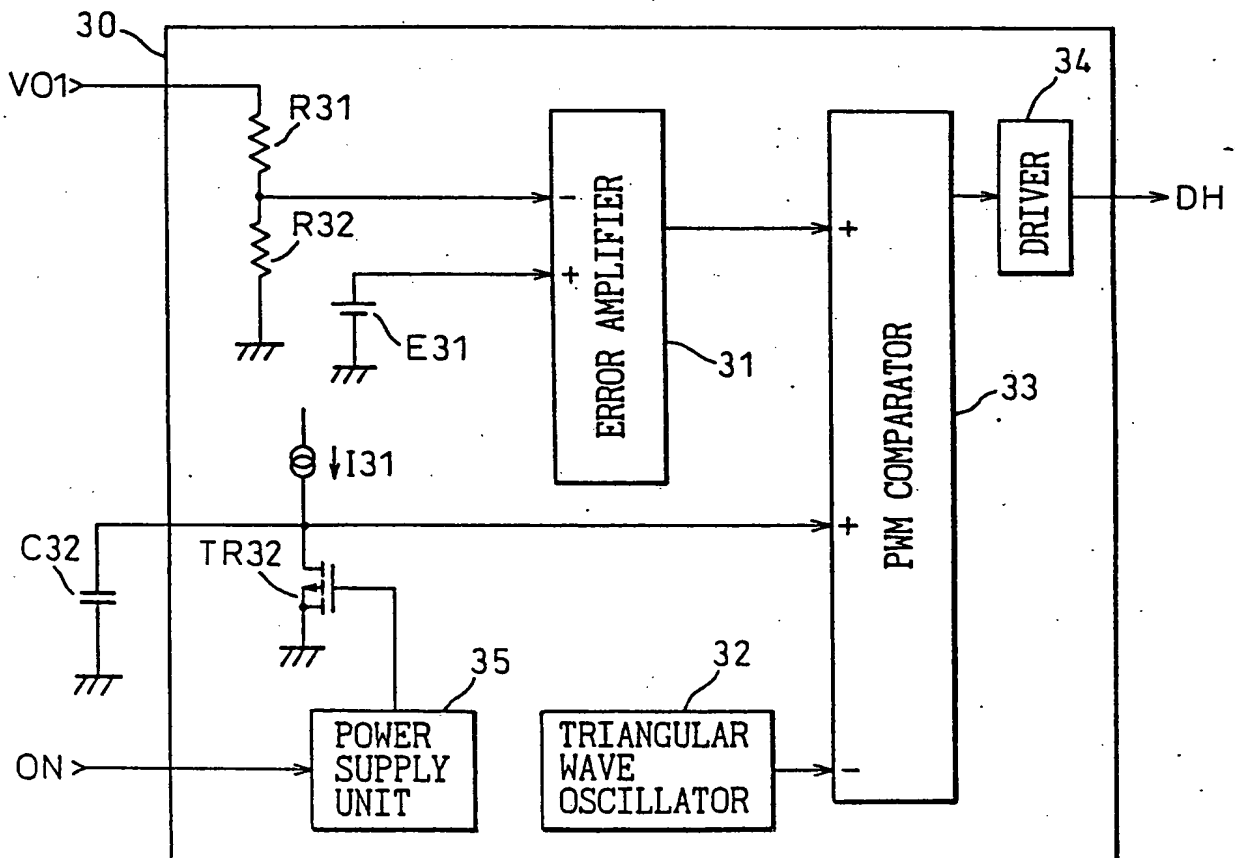 30
VO1
R31
R32
E31
ERROR AMPLIFIER
31
PWM COMPARATOR
33
34
DRIVER
DH
I31
C32
TR32
35
POWER
SUPPLY
UNIT
ON
32
TRIANGULAR
WAVE
OSCILLATOR
-
+
+
+
-